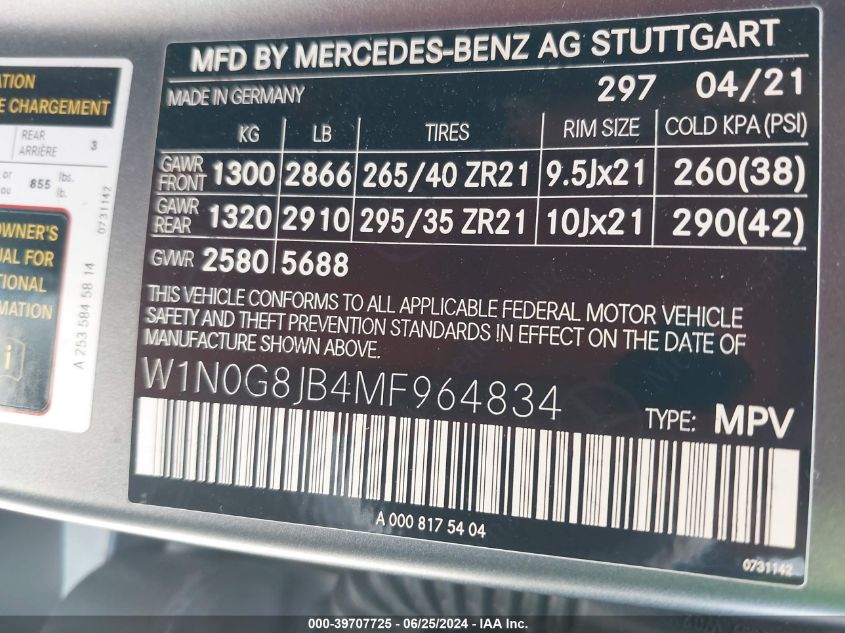 ATION
E CHARGEMENT
REAR
ARRIÈRE 3
or
ou 855 lbs.
lb.
OWNER'S
UAL FOR
TIONAL
RMATION
i
0731142
A 253 584 58 14
MFD BY MERCEDES-BENZ AG STUTTGART
MADE IN GERMANY 297 04/21
KG LB TIRES RIM SIZE COLD KPA (PSI)
GAWR FRONT 1300 2866 265/40 ZR21 9.5Jx21 260(38)
GAWR REAR 1320 2910 295/35 ZR21 10Jx21 290(42)
GVWR 2580 5688
THIS VEHICLE CONFORMS TO ALL APPLICABLE FEDERAL MOTOR VEHICLE
SAFETY AND THEFT PREVENTION STANDARDS IN EFFECT ON THE DATE OF
MANUFACTURE SHOWN ABOVE.
W1N0G8JB4MF964834
TYPE: MPV
A 000 817 54 04
0731142
000-39707725 - 06/25/2024 - © IAA, Inc.